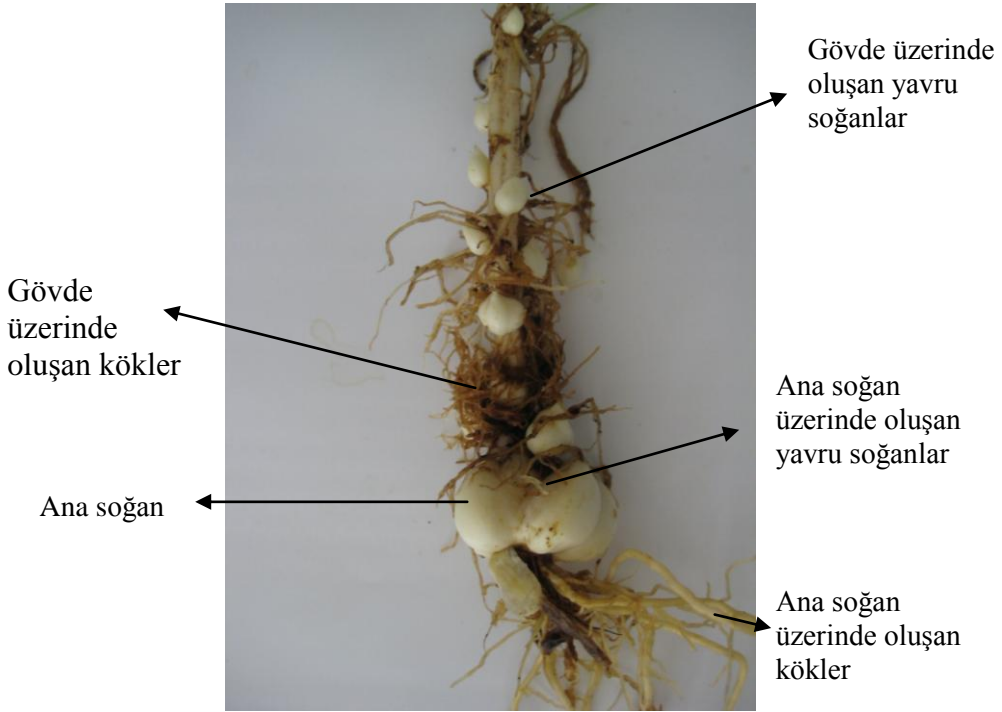 Gövde üzerinde
oluşan yavru
soğanlar
Gövde
üzerinde
oluşan kökler
Ana soğan
üzerinde oluşan
yavru soğanlar
Ana soğan
Ana soğan
üzerinde oluşan
kökler